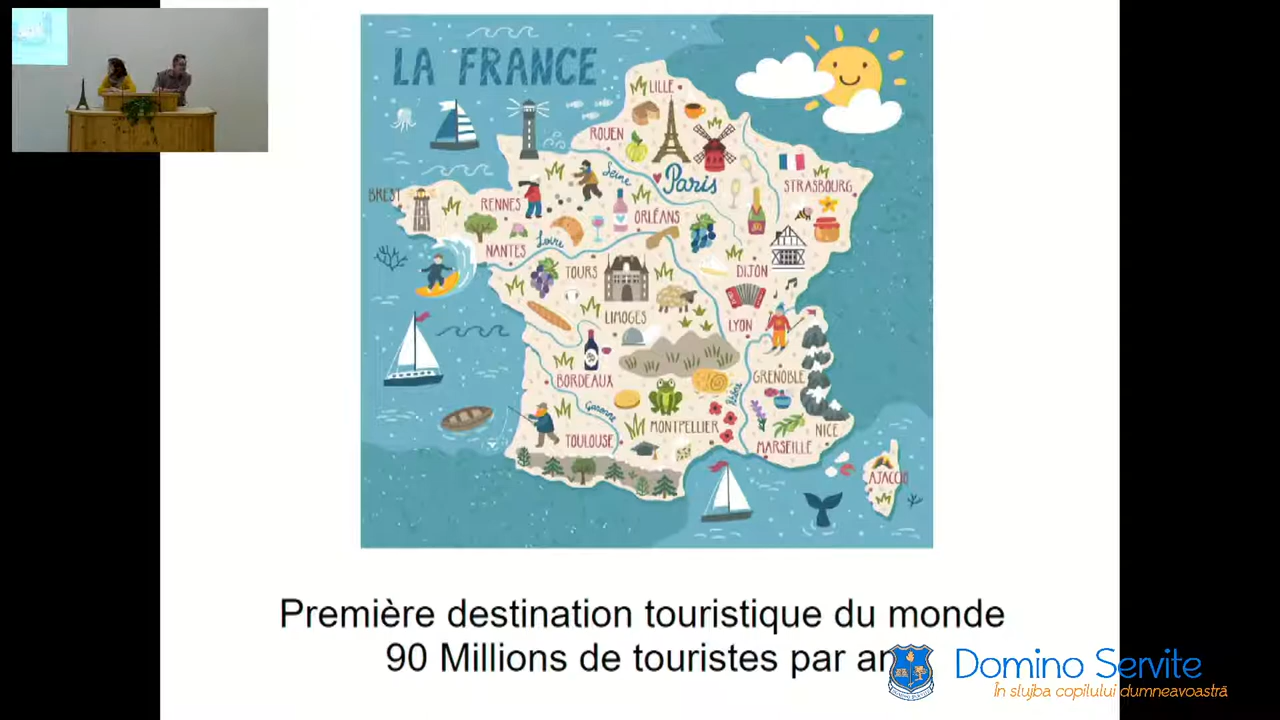 LA FRANCE
LILLE
ROUEN
Seine
Paris
STRASBOURG
BREST
RENNES
ORLÉANS
NANTES
Loire
TOURS
DIJON
LIMOGES
LYON
BORDEAUX
GRENOBLE
Rhône
Garonne
MONTPELLIER
NICE
TOULOUSE
MARSEILLE
AJACCIO
Première destination touristique du monde
90 Millions de touristes par an
Domino Servite
În slujba copilului dumneavoastră